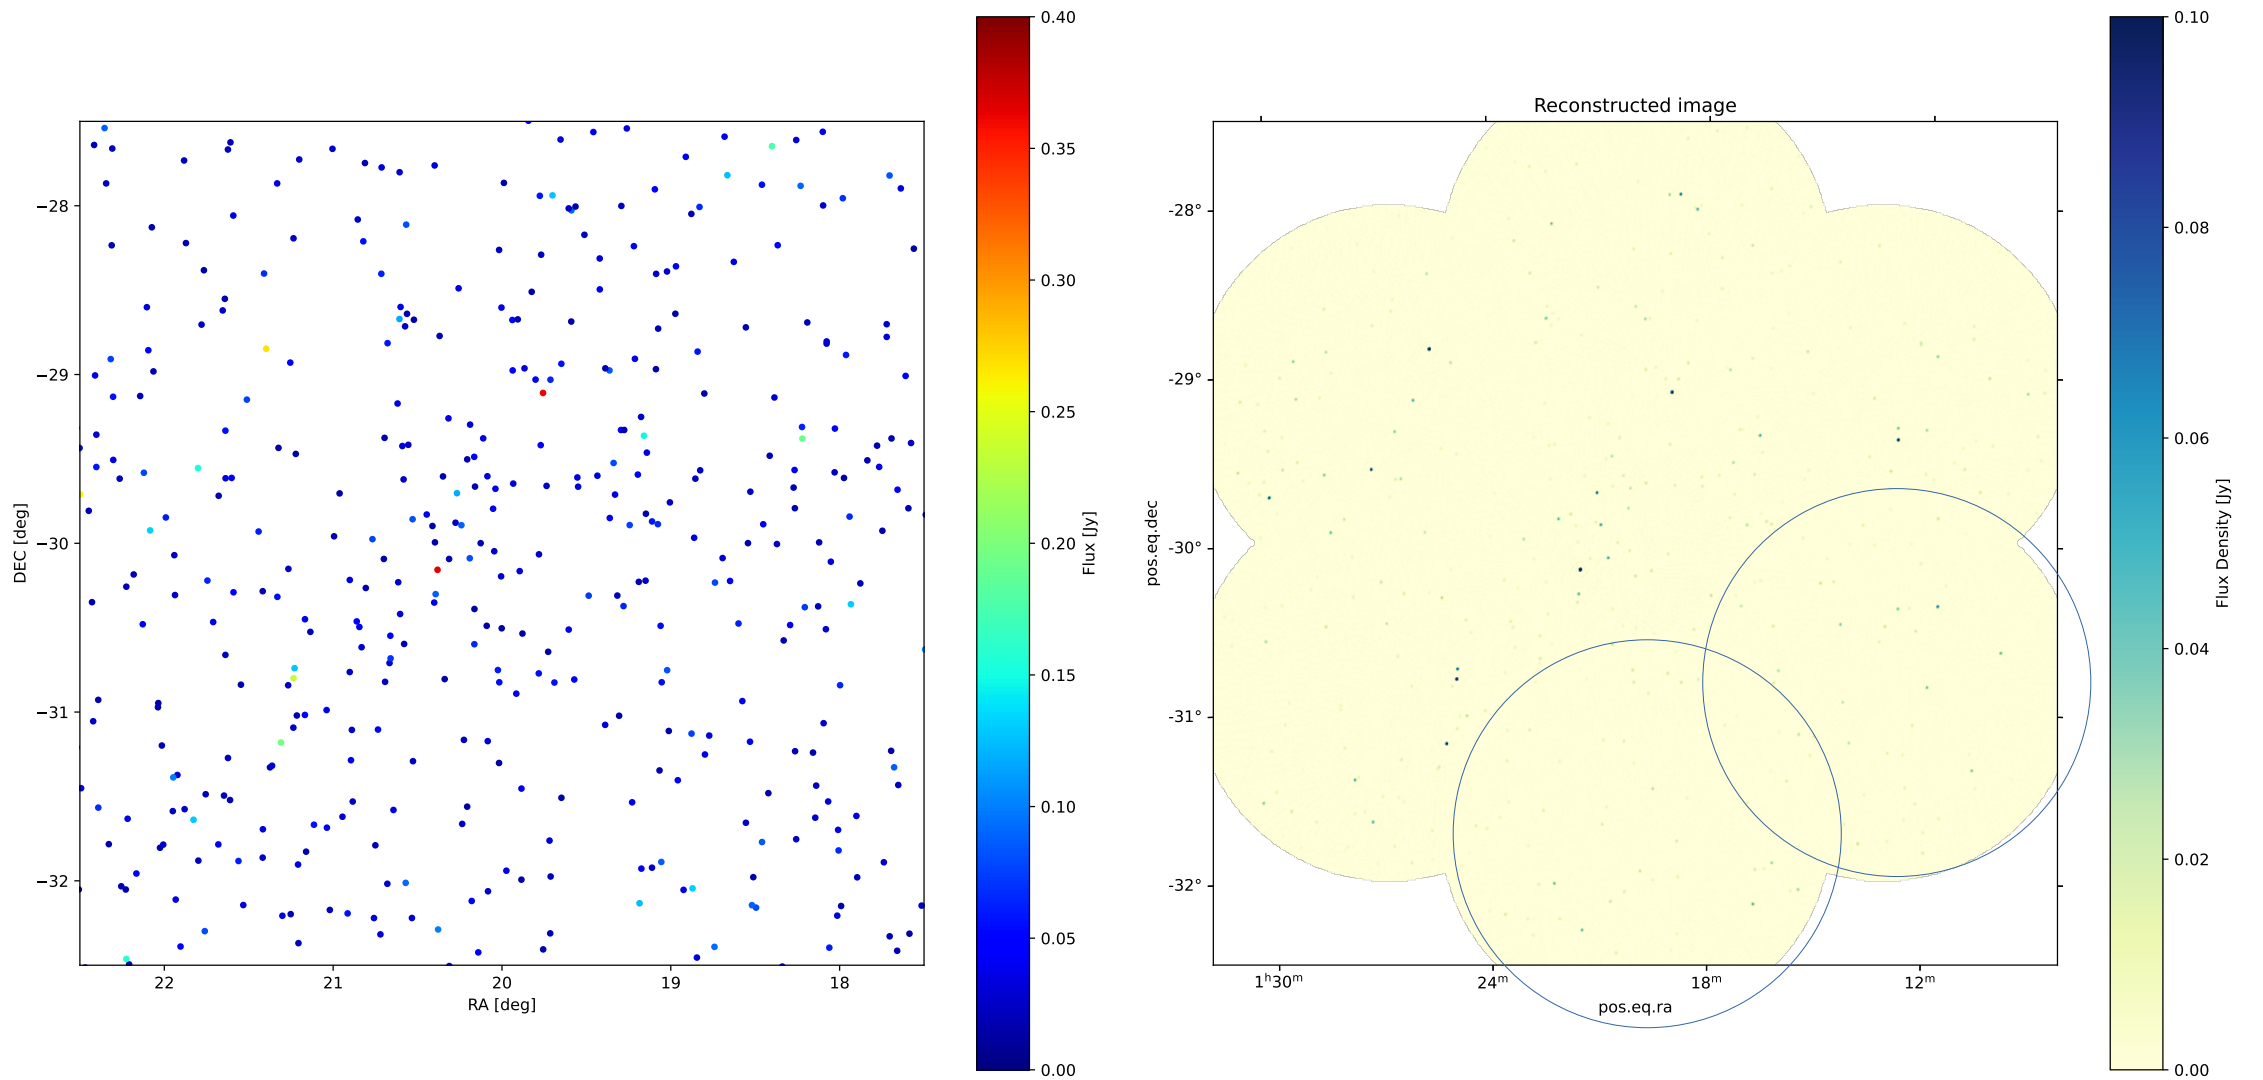 0.40
0.35
0.30
0.25
0.20
0.15
0.10
0.05
0.00
Flux [Jy]
−28
−29
−30
−31
−32
DEC [deg]
22 21 20 19 18
RA [deg]
Reconstructed image
-28°
-29°
-30°
-31°
-32°
pos.eq.dec
1ʰ30ᵐ 24ᵐ 18ᵐ 12ᵐ
pos.eq.ra
0.10
0.08
0.06
0.04
0.02
0.00
Flux Density [Jy]